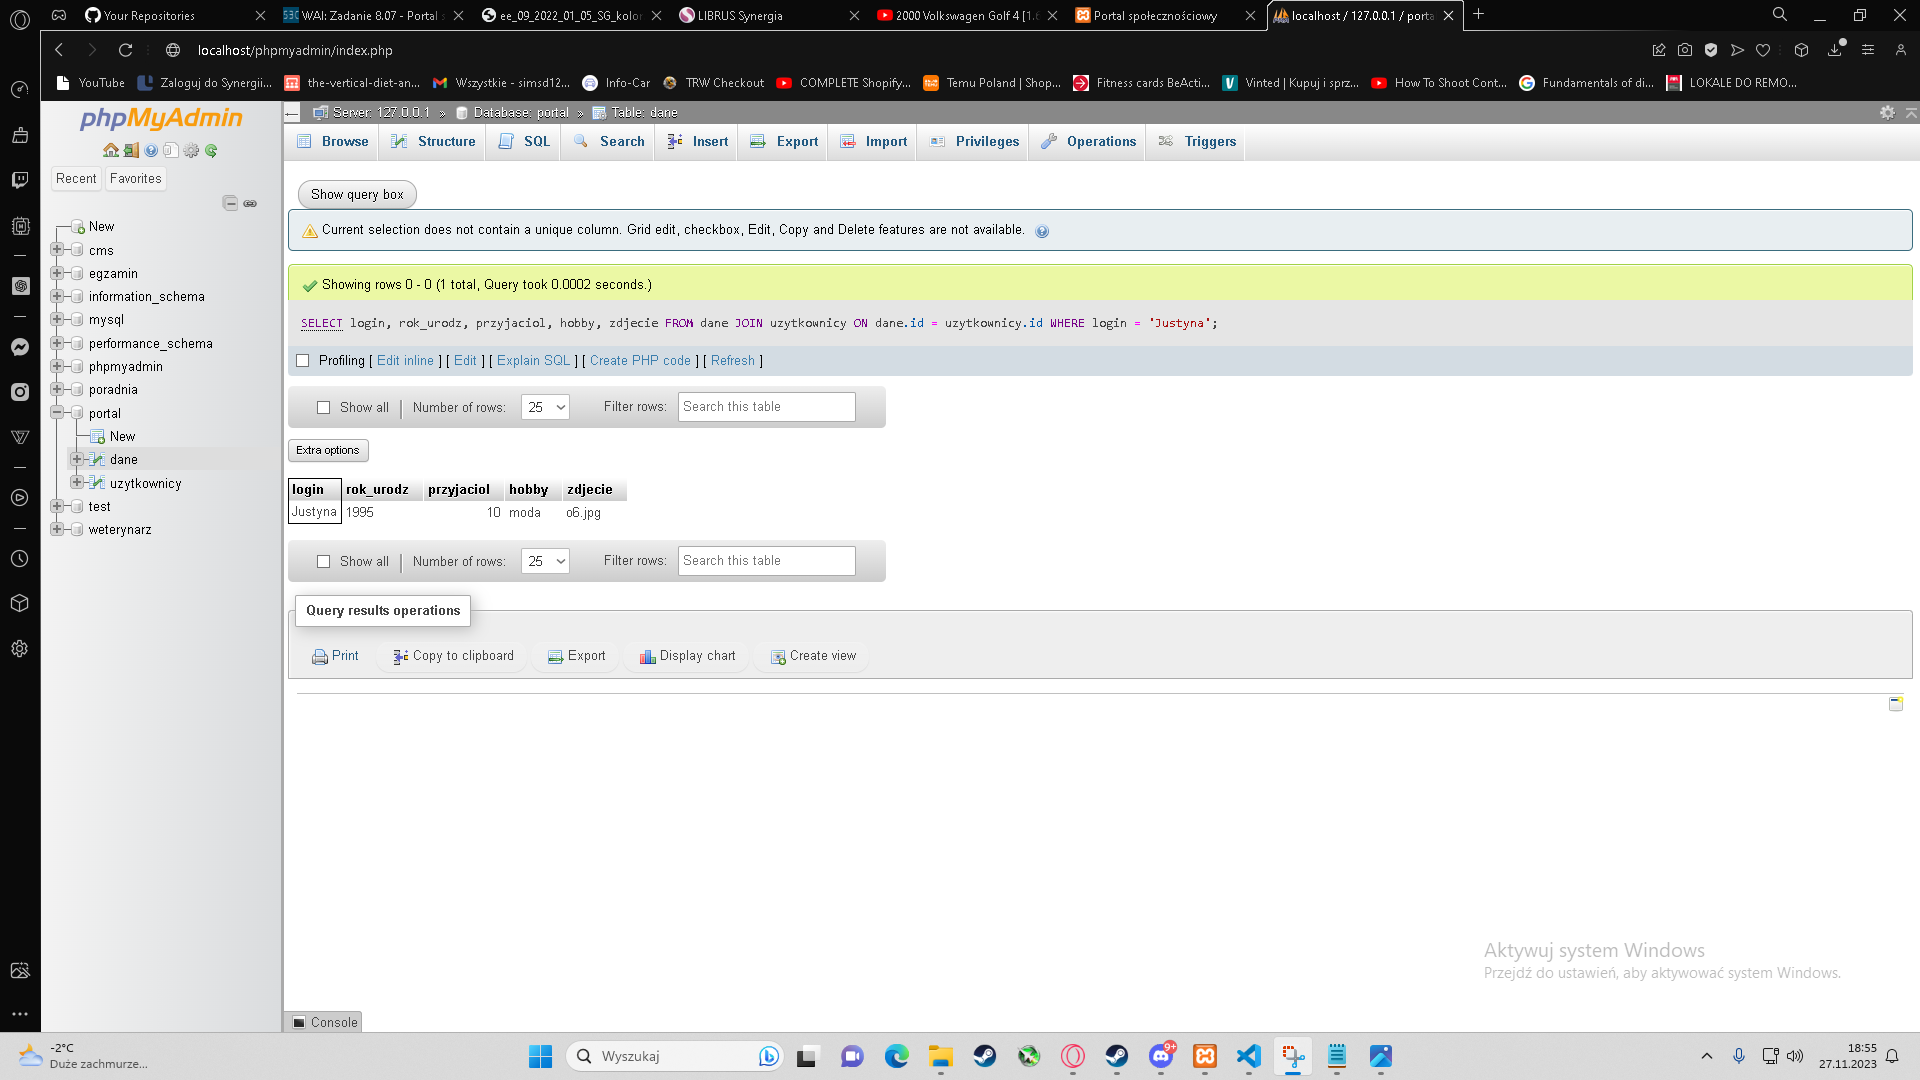 Your Repositories
WAI: Zadanie 8.07 - Portal s
ee_09_2022_01_05_SG_kolor
LIBRUS Synergia
2000 Volkswagen Golf 4 [1.6
Portal społecznościowy
localhost / 127.0.0.1 / porta
localhost/phpmyadmin/index.php
YouTube
Zaloguj do Synergii...
the-vertical-diet-an...
Wszystkie - simsd12...
Info-Car
TRW Checkout
COMPLETE Shopify...
Temu Poland | Shop...
Fitness cards BeActi...
Vinted | Kupuj i sprz...
How To Shoot Cont...
Fundamentals of di...
LOKALE DO REMO...
phpMyAdmin
Recent
Favorites
New
cms
egzamin
information_schema
mysql
performance_schema
phpmyadmin
poradnia
portal
New
dane
uzytkownicy
test
weterynarz
Server: 127.0.0.1 » Database: portal » Table: dane
Browse
Structure
SQL
Search
Insert
Export
Import
Privileges
Operations
Triggers
Show query box
Current selection does not contain a unique column. Grid edit, checkbox, Edit, Copy and Delete features are not available.
Showing rows 0 - 0 (1 total, Query took 0.0002 seconds.)
SELECT login, rok_urodz, przyjaciol, hobby, zdjecie FROM dane JOIN uzytkownicy ON dane.id = uzytkownicy.id WHERE login = 'Justyna';
Profiling [ Edit inline ] [ Edit ] [ Explain SQL ] [ Create PHP code ] [ Refresh ]
Show all | Number of rows: 25 Filter rows: Search this table
Extra options
login rok_urodz przyjaciol hobby zdjecie
Justyna 1995 10 moda o6.jpg
Show all | Number of rows: 25 Filter rows: Search this table
Query results operations
Print
Copy to clipboard
Export
Display chart
Create view
Aktywuj system Windows
Przejdź do ustawień, aby aktywować system Windows.
Console
-2°C
Duże zachmurze...
Wyszukaj
9+
18:55
27.11.2023